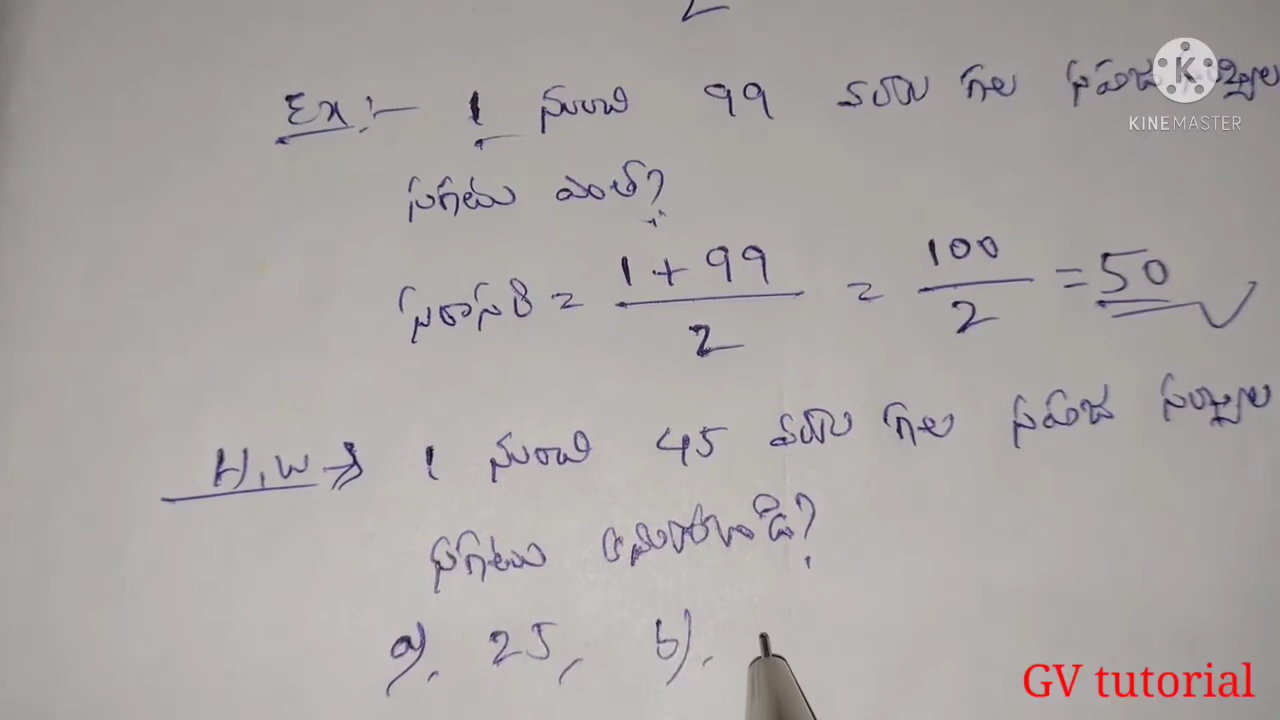 2
Ex:- 1 నుండి 99 వరకు గల సహజ సంఖ్యల
సగటు ఎంత?
సరాసరి = 1 + 99 / 2 = 100 / 2 = 50
H.W → 1 నుండి 45 వరకు గల సహజ సంఖ్యల
సగటు కనుగొనండి?
a), 25, b),
KINEMASTER
GV tutorial